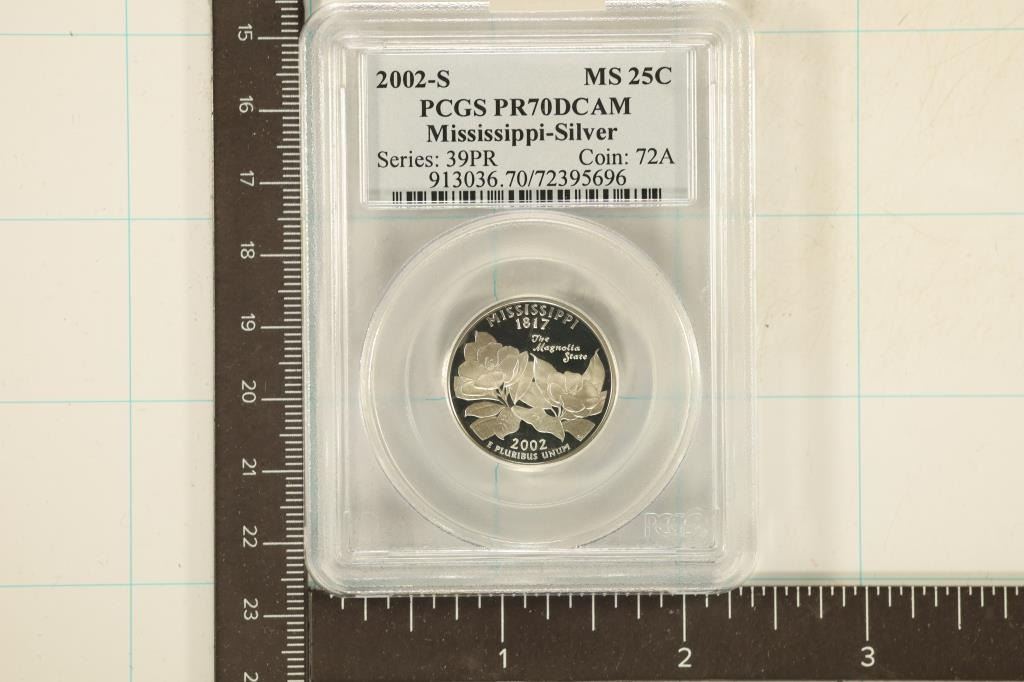 2002-S MS 25C
PCGS PR70DCAM
Mississippi-Silver
Series: 39PR Coin: 72A
913036.70/72395696
MISSISSIPPI
1817
The
Magnolia
State
2002
E PLURIBUS UNUM
PCGS
15
16
17
18
19
20
21
22
23
1 2 3